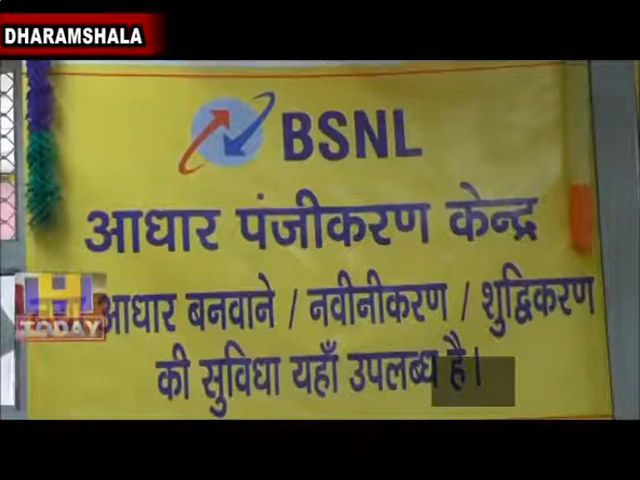 DHARAMSHALA
BSNL
आधार पंजीकरण केन्द्र
आधार बनवाने / नवीनीकरण / शुद्धिकरण
H
TODAY
की सुविधा यहाँ उपलब्ध है।